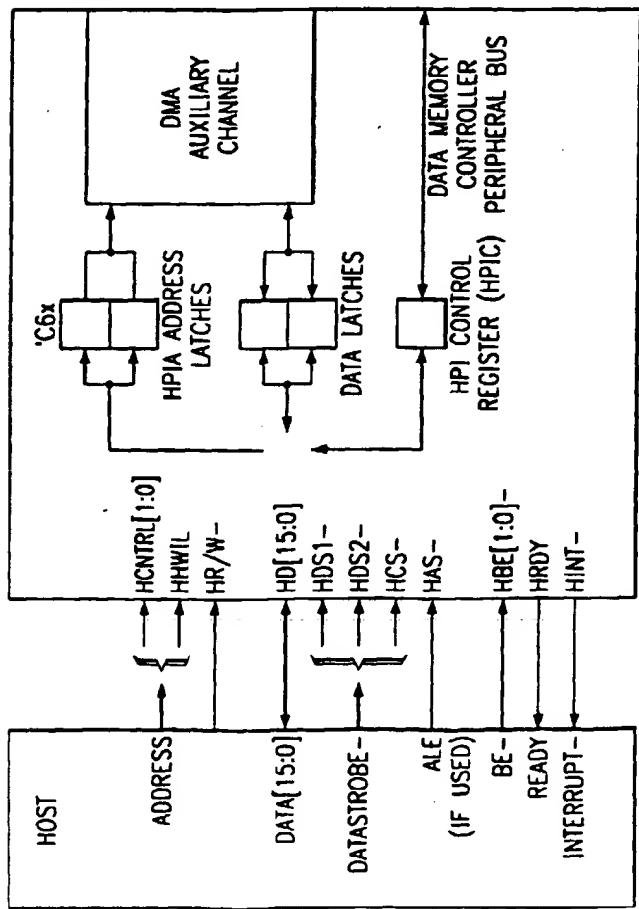 HOST
ADDRESS
DATA[15:0]
DATASTROBE-
ALE
(IF USED)
BE-
READY
INTERRUPT-
HCNTRL[1:0]
HHWIL
HR/W-
HD[15:0]
HDS1-
HDS2-
HCS-
HAS-
HBE[1:0]-
HRDY
HINT-
'C6x
HPIA ADDRESS
LATCHES
DATA LATCHES
HPI CONTROL
REGISTER (HPIC)
DMA
AUXILIARY
CHANNEL
DATA MEMORY
CONTROLLER
PERIPHERAL BUS